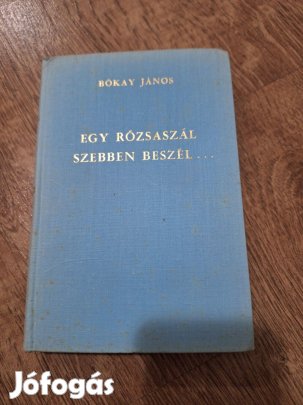 BÓKAY JÁNOS
EGY RÓZSASZÁL
SZEBBEN BESZÉL...
Jófogás